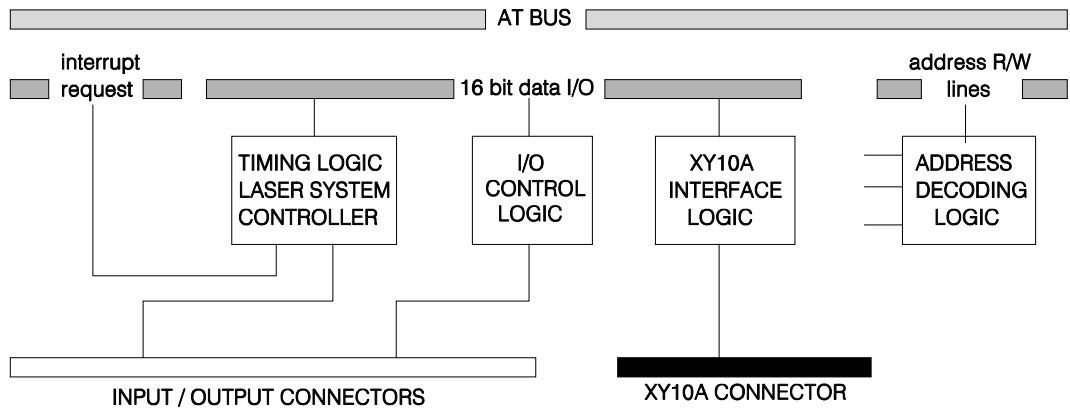 AT BUS
interrupt
request
16 bit data I/O
address R/W
lines
TIMING LOGIC
LASER SYSTEM
CONTROLLER
I/O
CONTROL
LOGIC
XY10A
INTERFACE
LOGIC
ADDRESS
DECODING
LOGIC
INPUT / OUTPUT CONNECTORS
XY10A CONNECTOR